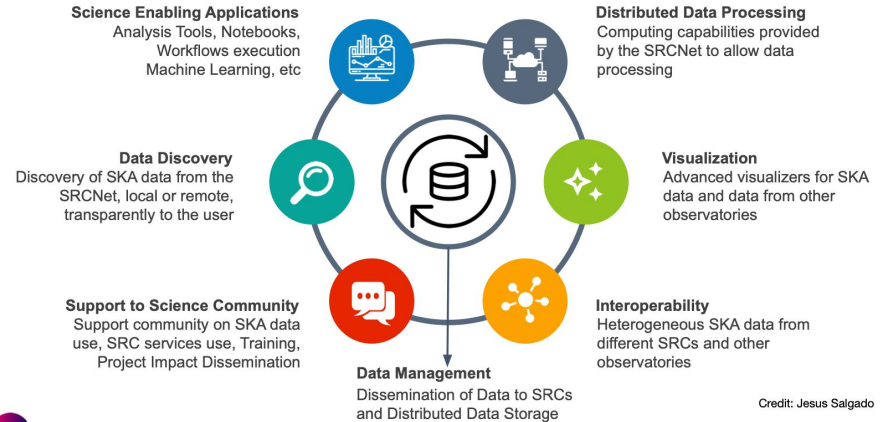 Science Enabling Applications
Analysis Tools, Notebooks,
Workflows execution
Machine Learning, etc
Distributed Data Processing
Computing capabilities provided
by the SRCNet to allow data
processing
Data Discovery
Discovery of SKA data from the
SRCNet, local or remote,
transparently to the user
Visualization
Advanced visualizers for SKA
data and data from other
observatories
Support to Science Community
Support community on SKA data
use, SRC services use, Training,
Project Impact Dissemination
Interoperability
Heterogeneous SKA data from
different SRCs and other
observatories
Data Management
Dissemination of Data to SRCs
and Distributed Data Storage
Credit: Jesus Salgado